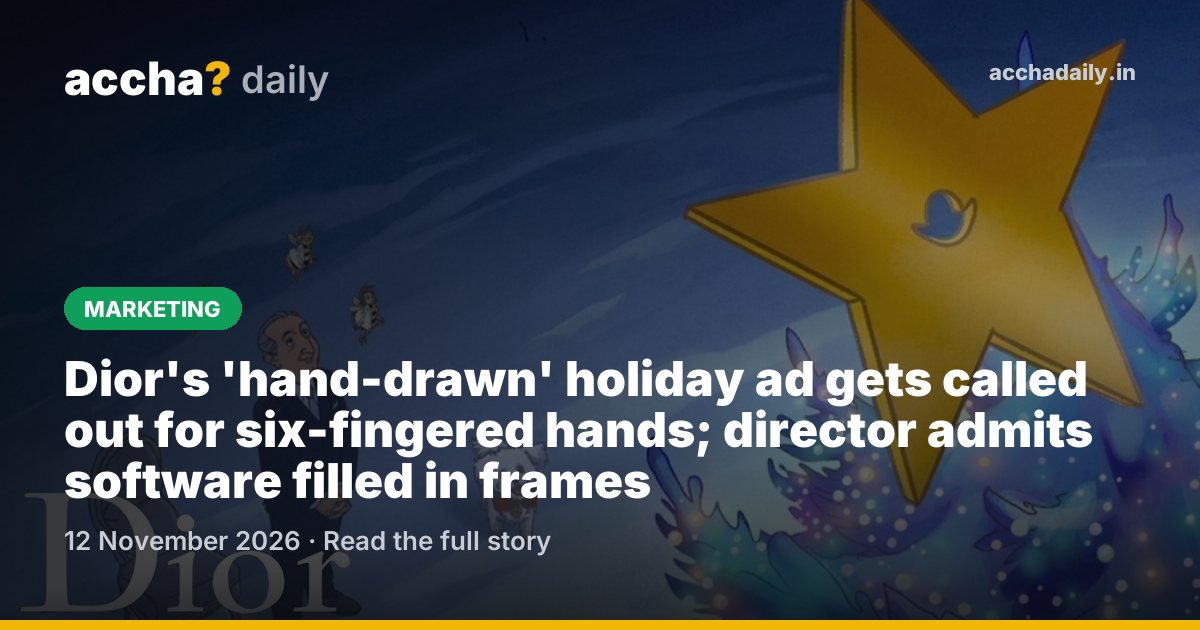 accha? daily
acchadaily.in
MARKETING
Dior's 'hand-drawn' holiday ad gets called
out for six-fingered hands; director admits
software filled in frames
12 November 2026 · Read the full story
Dior